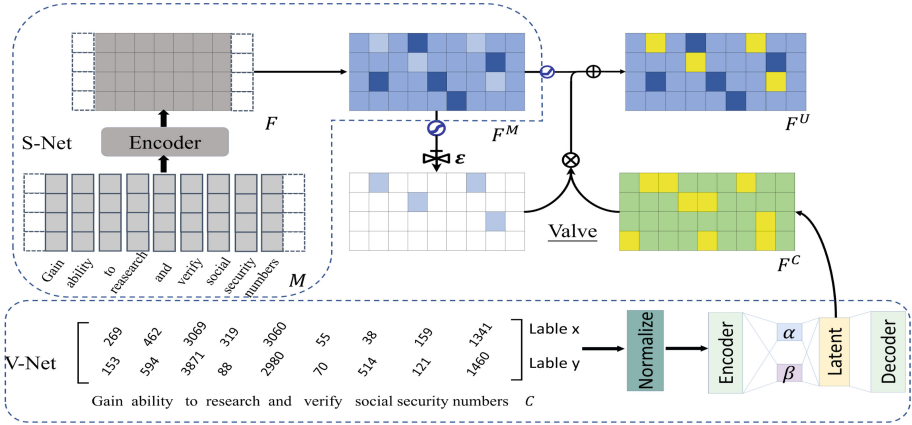 F
S-Net
Encoder
F^M
F^U
ε
Valve
F^C
Gain
ability
to
reasearch
and
verify
social
security
numbers
M
V-Net
269 462 3069 319 3060 55 38 159 1341 Lable x
153 594 3871 88 2980 70 514 121 1460 Lable y
Gain ability to research and verify social security numbers C
Normalize
Encoder
α
β
Latent
Decoder